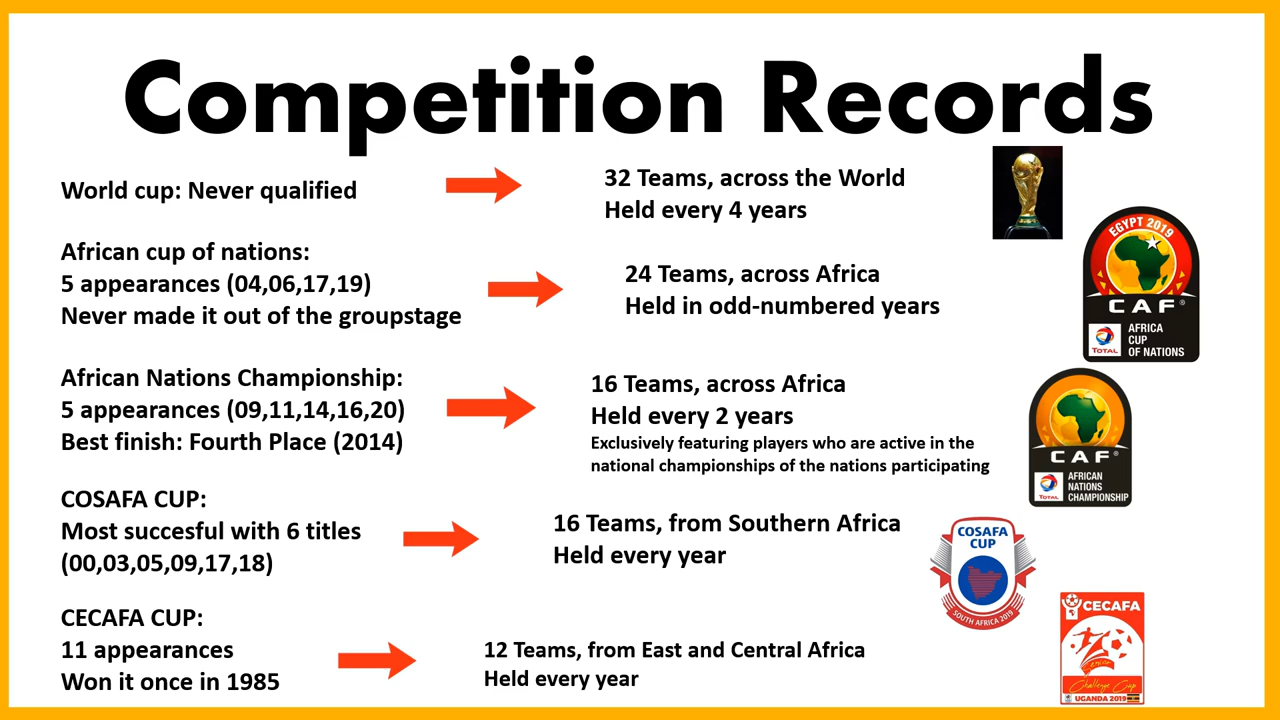 Competition Records
World cup: Never qualified
32 Teams, across the World
Held every 4 years
African cup of nations:
5 appearances (04,06,17,19)
Never made it out of the groupstage
24 Teams, across Africa
Held in odd-numbered years
EGYPT 2019
CAF
TOTAL
AFRICA
CUP
OF NATIONS
African Nations Championship:
5 appearances (09,11,14,16,20)
Best finish: Fourth Place (2014)
16 Teams, across Africa
Held every 2 years
Exclusively featuring players who are active in the
national championships of the nations participating
CAF
TOTAL
AFRICAN
NATIONS
CHAMPIONSHIP
COSAFA CUP:
Most succesful with 6 titles
(00,03,05,09,17,18)
16 Teams, from Southern Africa
Held every year
COSAFA
CUP
SOUTH AFRICA 2019
CECAFA CUP:
11 appearances
Won it once in 1985
12 Teams, from East and Central Africa
Held every year
CECAFA
Senior
Challenge Cup
UGANDA 2019